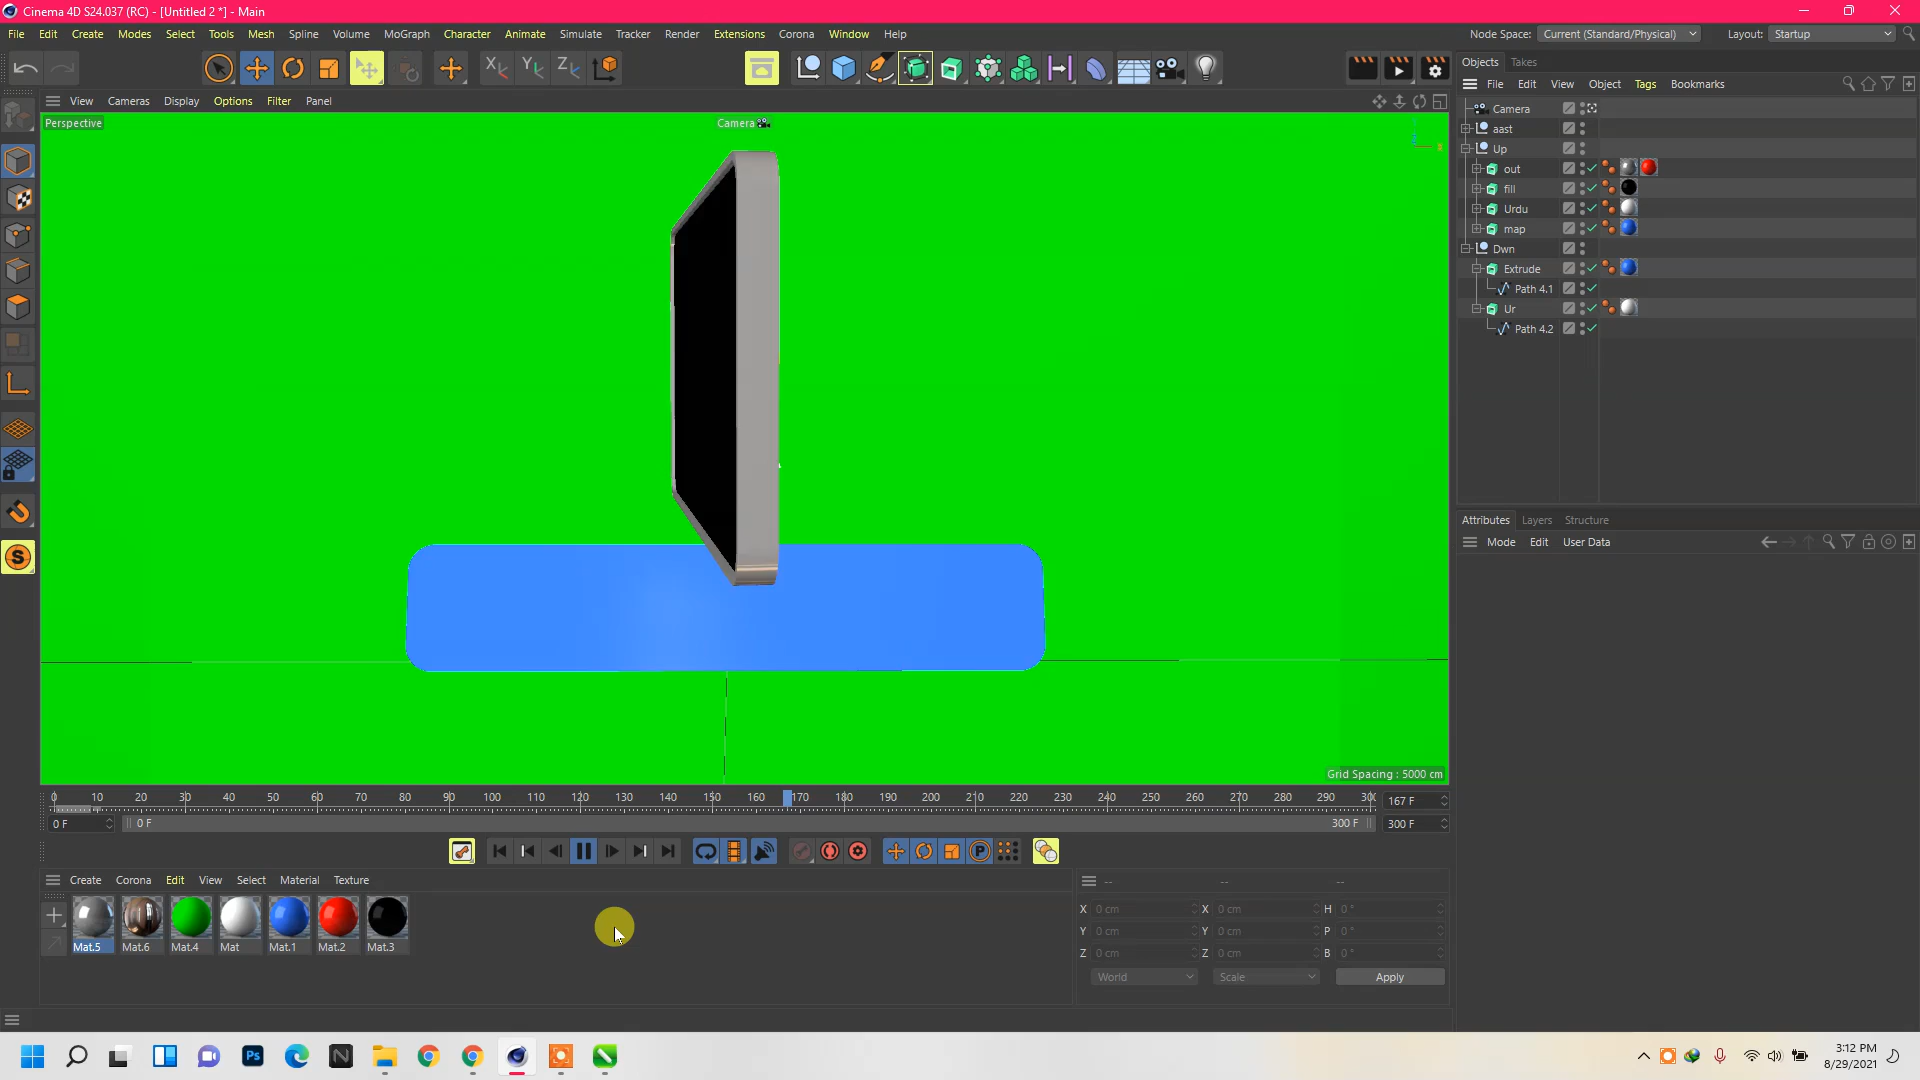 Cinema 4D S24.037 (RC) - [Untitled 2 *] - Main
File Edit Create Modes Select Tools Mesh Spline Volume MoGraph Character Animate Simulate Tracker Render Extensions Corona Window Help
Node Space: Current (Standard/Physical) Layout: Startup
X Y Z
Objects Takes
File Edit View Object Tags Bookmarks
View Cameras Display Options Filter Panel
Perspective
Camera
Camera
aast
Up
out
fill
Urdu
map
Dwn
Extrude
Path 4.1
Ur
Path 4.2
Attributes Layers Structure
Mode Edit User Data
Grid Spacing : 5000 cm
0 10 20 30 40 50 60 70 80 90 100 110 120 130 140 150 160 170 180 190 200 210 220 230 240 250 260 270 280 290 300
167 F
0 F 0 F 300 F 300 F
Create Corona Edit View Select Material Texture
-- -- --
Mat.5 Mat.6 Mat.4 Mat Mat.1 Mat.2 Mat.3
X 0 cm X 0 cm H 0 °
Y 0 cm Y 0 cm P 0 °
Z 0 cm Z 0 cm B 0 °
World Scale Apply
Ps
3:12 PM
8/29/2021